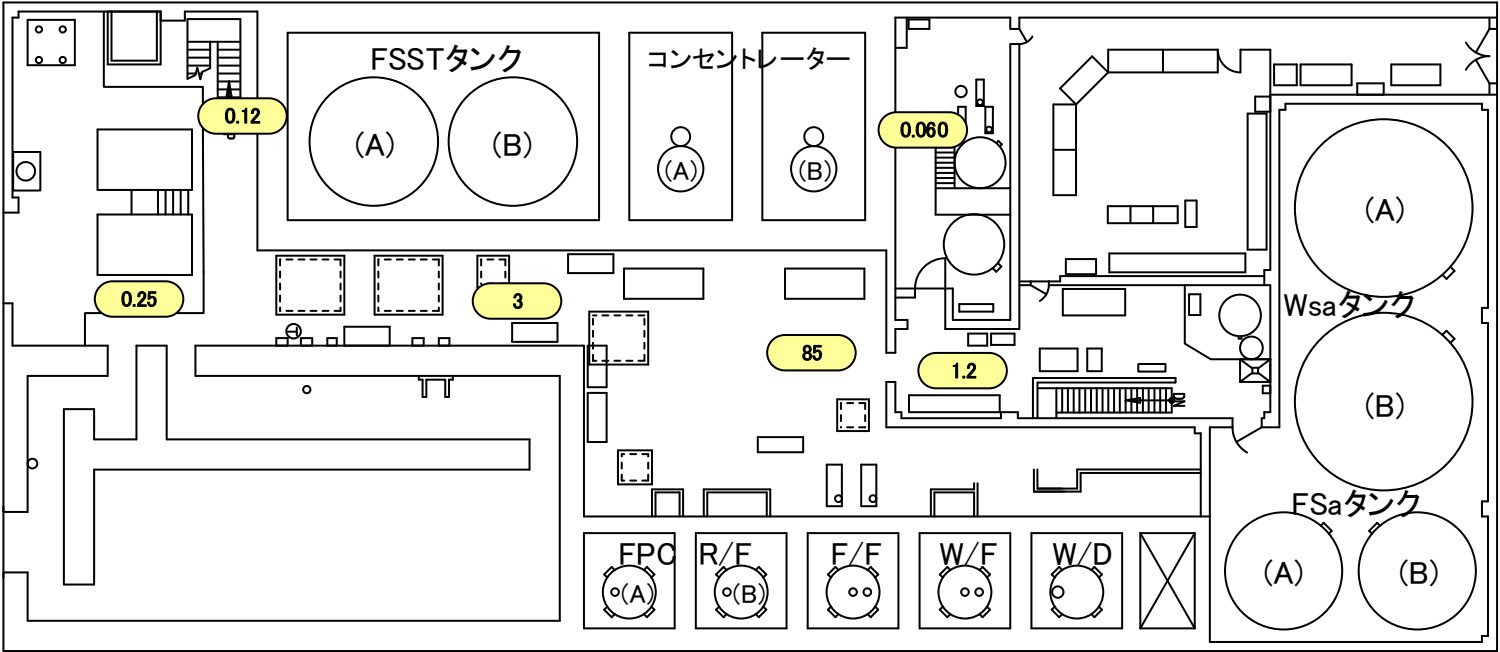 FSSTタンク
コンセントレーター
0.12
0.060
(A)
(B)
(A)
(B)
(A)
0.25
3
Wsaタンク
85
1.2
DN
(B)
FSaタンク
FPC
R/F
F/F
W/F
W/D
(A)
(B)
(A)
(B)